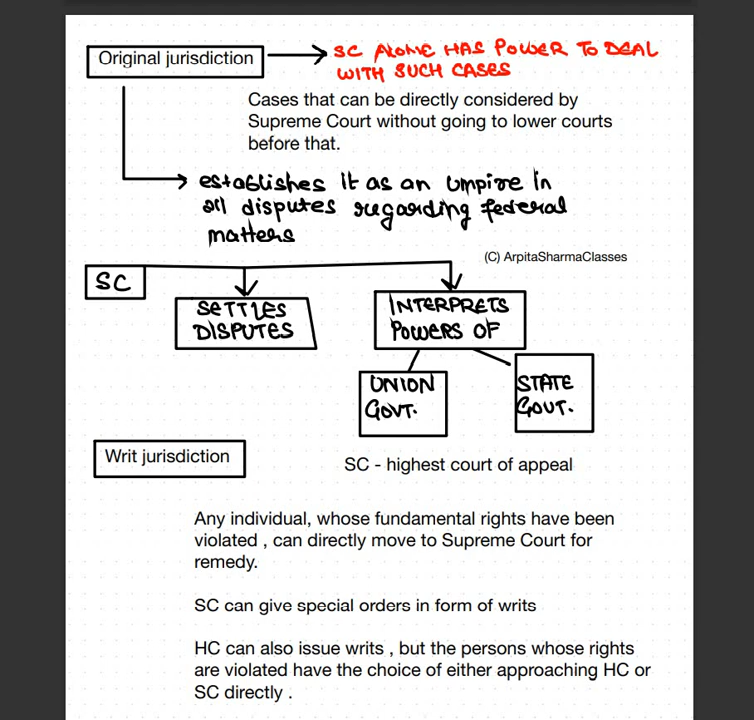 Original jurisdiction → SC ALONE HAS POWER TO DEAL
WITH SUCH CASES
Cases that can be directly considered by
Supreme Court without going to lower courts
before that.
establishes it as an umpire in
all disputes regarding federal
matters
(C) ArpitaSharmaClasses
SC
SETTLES
DISPUTES
INTERPRETS
POWERS OF
UNION
GOVT.
STATE
GOVT.
Writ jurisdiction
SC - highest court of appeal
Any individual, whose fundamental rights have been
violated , can directly move to Supreme Court for
remedy.
SC can give special orders in form of writs
HC can also issue writs , but the persons whose rights
are violated have the choice of either approaching HC or
SC directly .